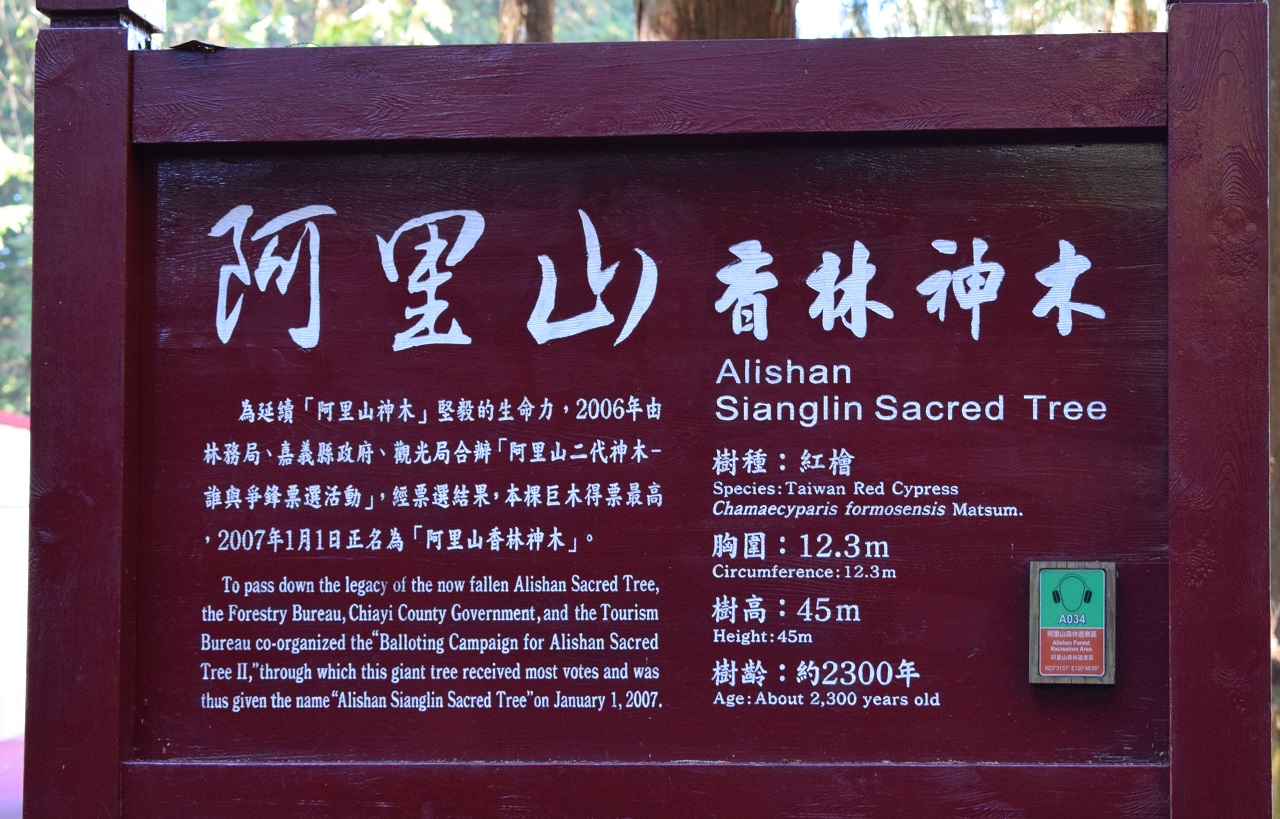 阿里山 香林神木
Alishan
Sianglin Sacred Tree
為延續「阿里山神木」堅毅的生命力，2006年由
林務局、嘉義縣政府、觀光局合辦「阿里山二代神木–
誰與爭鋒票選活動」，經票選結果，本棵巨木得票最高
，2007年1月1日正名為「阿里山香林神木」。
To pass down the legacy of the now fallen Alishan Sacred Tree,
the Forestry Bureau, Chiayi County Government, and the Tourism
Bureau co-organized the “Balloting Campaign for Alishan Sacred
Tree II,” through which this giant tree received most votes and was
thus given the name “Alishan Sianglin Sacred Tree” on January 1, 2007.
樹種：紅檜
Species: Taiwan Red Cypress
Chamaecyparis formosensis Matsum.
胸圍：12.3m
Circumference: 12.3m
樹高：45m
Height: 45m
樹齡：約2300年
Age: About 2,300 years old
A034
阿里山森林遊樂區
Alishan Forest
Recreation Area
阿里山森林遊樂區